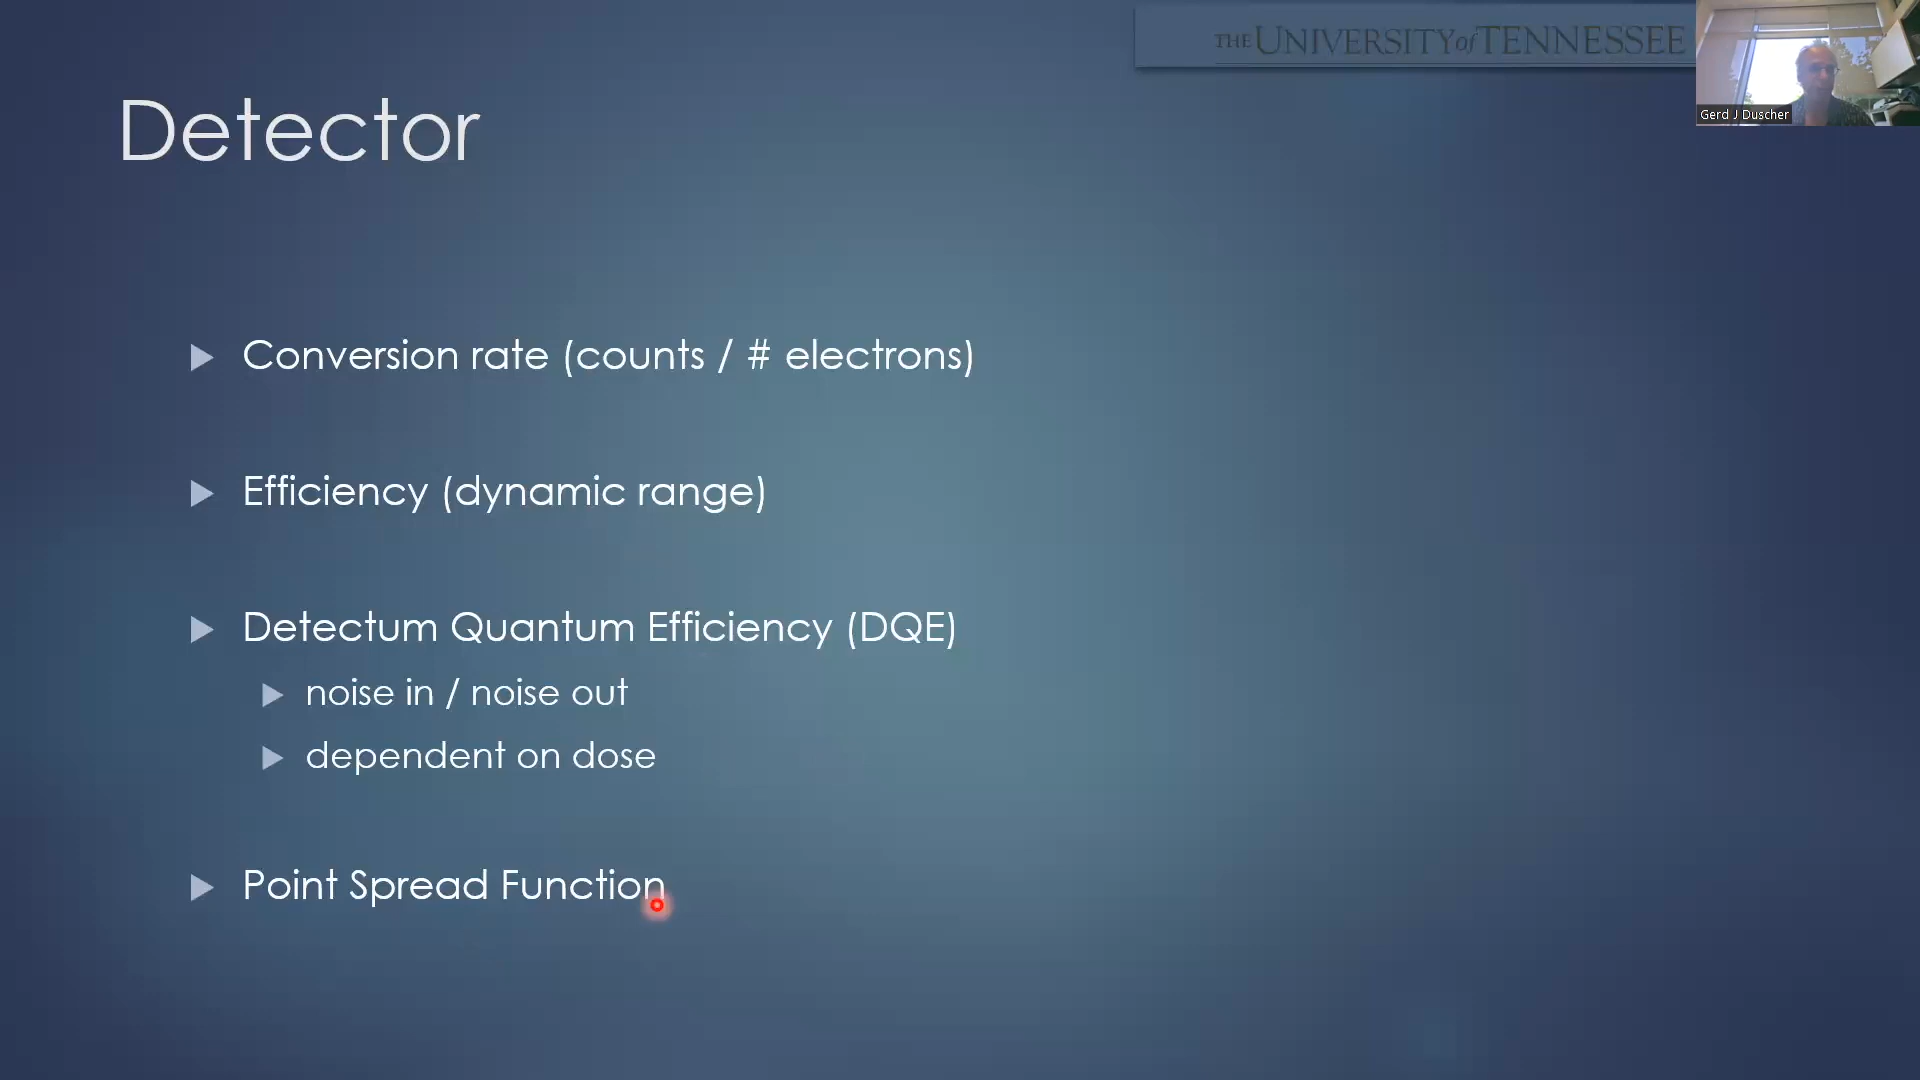 THE UNIVERSITY of TENNESSEE
Gerd J Duscher
Detector
Conversion rate (counts / # electrons)
Efficiency (dynamic range)
Detectum Quantum Efficiency (DQE)
noise in / noise out
dependent on dose
Point Spread Function